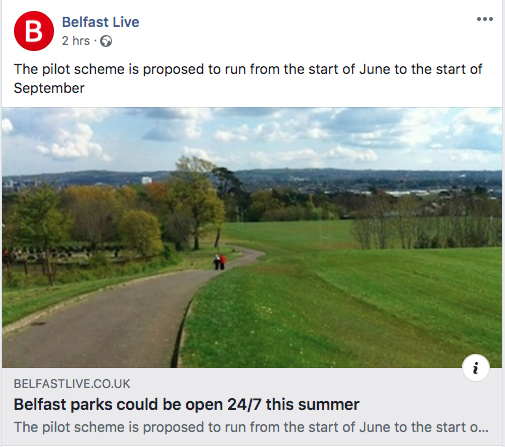 B
Belfast Live
2 hrs ·
The pilot scheme is proposed to run from the start of June to the start of
September
i
BELFASTLIVE.CO.UK
Belfast parks could be open 24/7 this summer
The pilot scheme is proposed to run from the start of June to the start o...